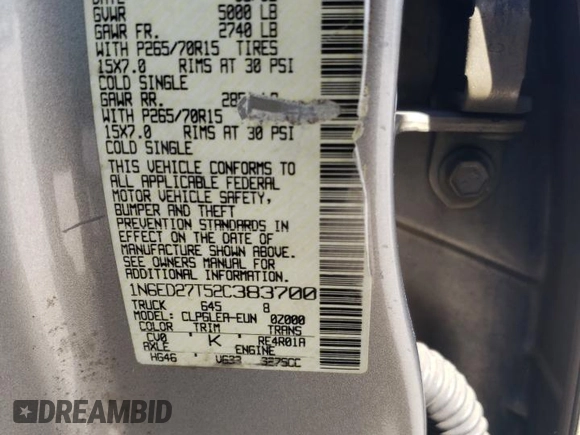 GVWR 5000 LB
GAWR FR. 2740 LB
WITH P265/70R15 TIRES
15X7.0 RIMS AT 30 PSI
COLD SINGLE
GAWR RR.
WITH P265/70R15
15X7.0 RIMS AT 30 PSI
COLD SINGLE
THIS VEHICLE CONFORMS TO
ALL APPLICABLE FEDERAL
MOTOR VEHICLE SAFETY,
BUMPER AND THEFT
PREVENTION STANDARDS IN
EFFECT ON THE DATE OF
MANUFACTURE SHOWN ABOVE.
SEE OWNERS MANUAL FOR
ADDITIONAL INFORMATION.
1N6ED27T52C383700
TRUCK 645 8
MODEL: CLPGLEA-EUN 0Z000
COLOR TRIM TRANS
CV0 K RE4R01A
AXLE ENGINE
HG46 VG33 3275CC
DREAMBID